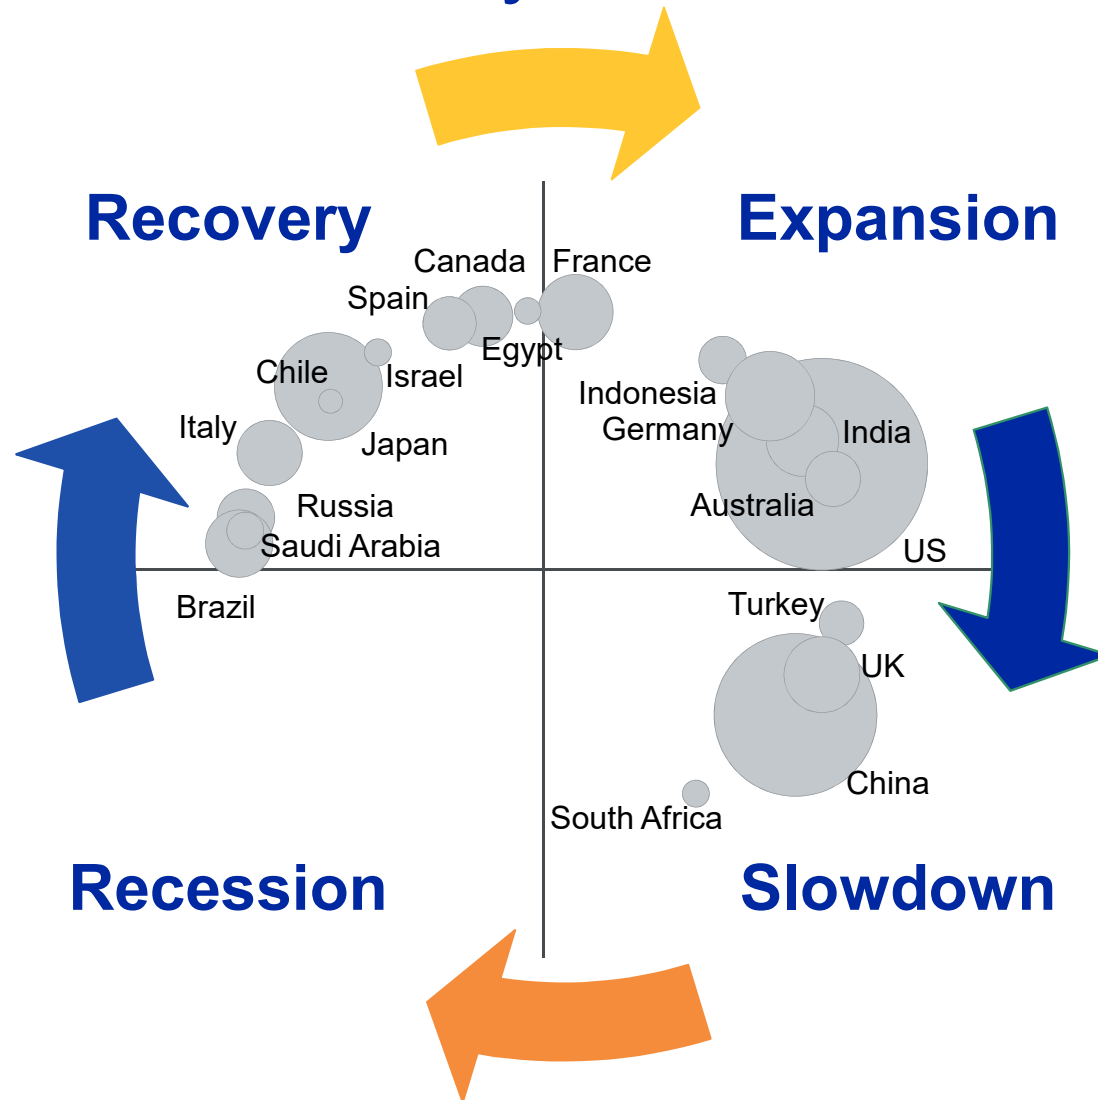 Recovery
Expansion
Canada
France
Spain
Egypt
Chile
Israel
Indonesia
Italy
Germany
India
Japan
Russia
Australia
Saudi Arabia
US
Brazil
Turkey
UK
China
South Africa
Recession
Slowdown